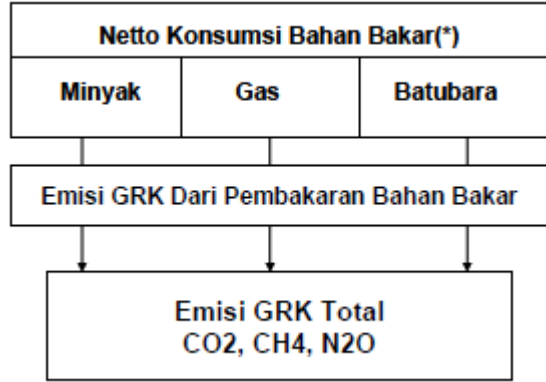 Netto Konsumsi Bahan Bakar(*)
Minyak Gas Batubara
Emisi GRK Dari Pembakaran Bahan Bakar
Emisi GRK Total
CO2, CH4, N2O